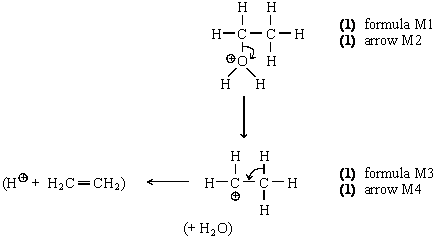 H H
H C C H (1) formula M1
(1) arrow M2
⊕ O H
H H
H H
(H⊕ + H₂C=CH₂) H–C–C–H (1) formula M3
⊕ (1) arrow M4
H
(+ H₂O)